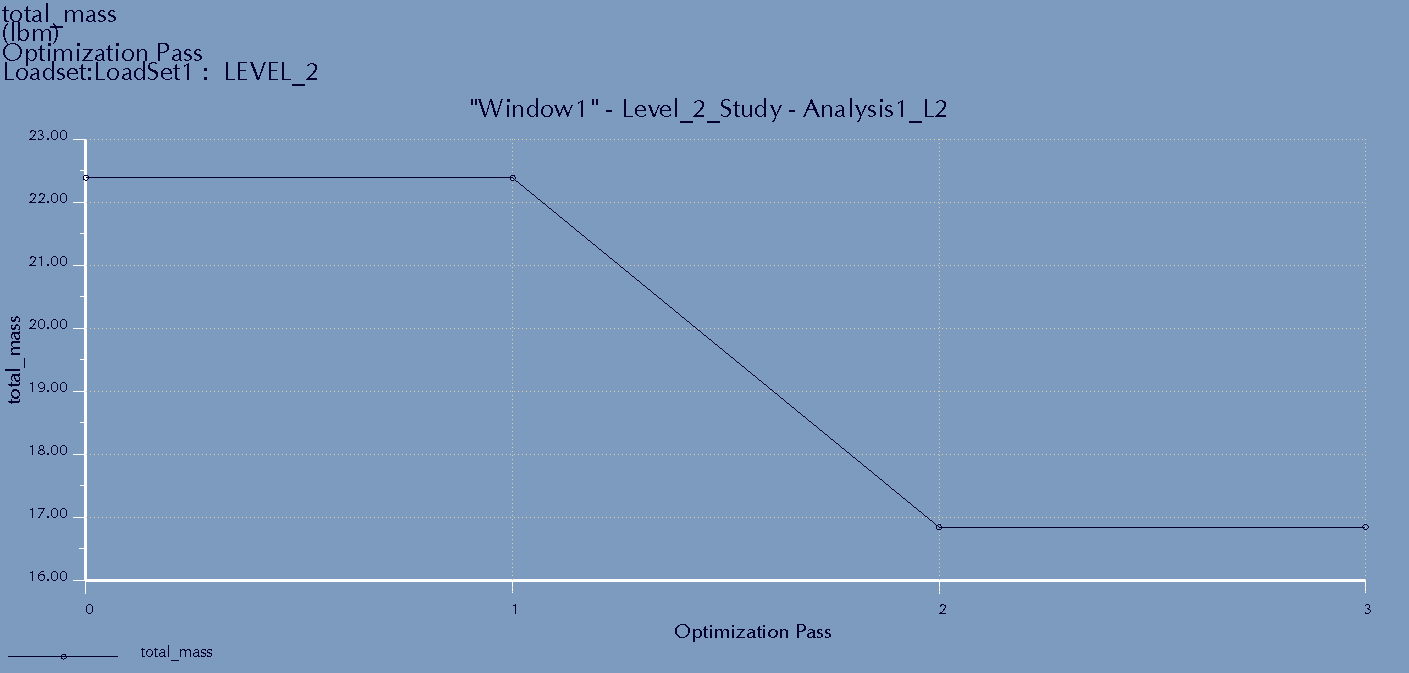 total_mass
(lbm)
Optimization Pass
Loadset:LoadSet1 : LEVEL_2
"Window1" - Level_2_Study - Analysis1_L2
23.00
22.00
21.00
20.00
19.00
18.00
17.00
16.00
total_mass
0 1 2 3
Optimization Pass
total_mass